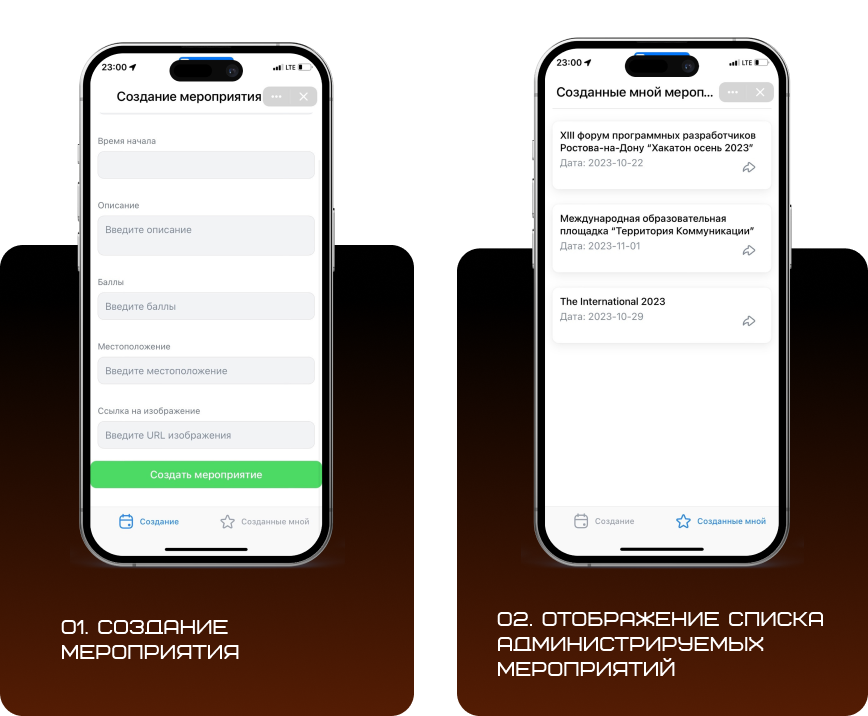 23:00
LTE
Создание мероприятия
Время начала
Описание
Введите описание
Баллы
Введите баллы
Местоположение
Введите местоположение
Ссылка на изображение
Введите URL изображения
Создать мероприятие
Создание
Созданные мной
01. СОЗДАНИЕ
МЕРОПРИЯТИЯ
23:00
LTE
Созданные мной мероп...
XIII форум программных разработчиков
Ростова-на-Дону “Хакатон осень 2023”
Дата: 2023-10-22
Международная образовательная
площадка “Территория Коммуникации”
Дата: 2023-11-01
The International 2023
Дата: 2023-10-29
Создание
Созданные мной
02. ОТОБРАЖЕНИЕ СПИСКА
АДМИНИСТРИРУЕМЫХ
МЕРОПРИЯТИЙ